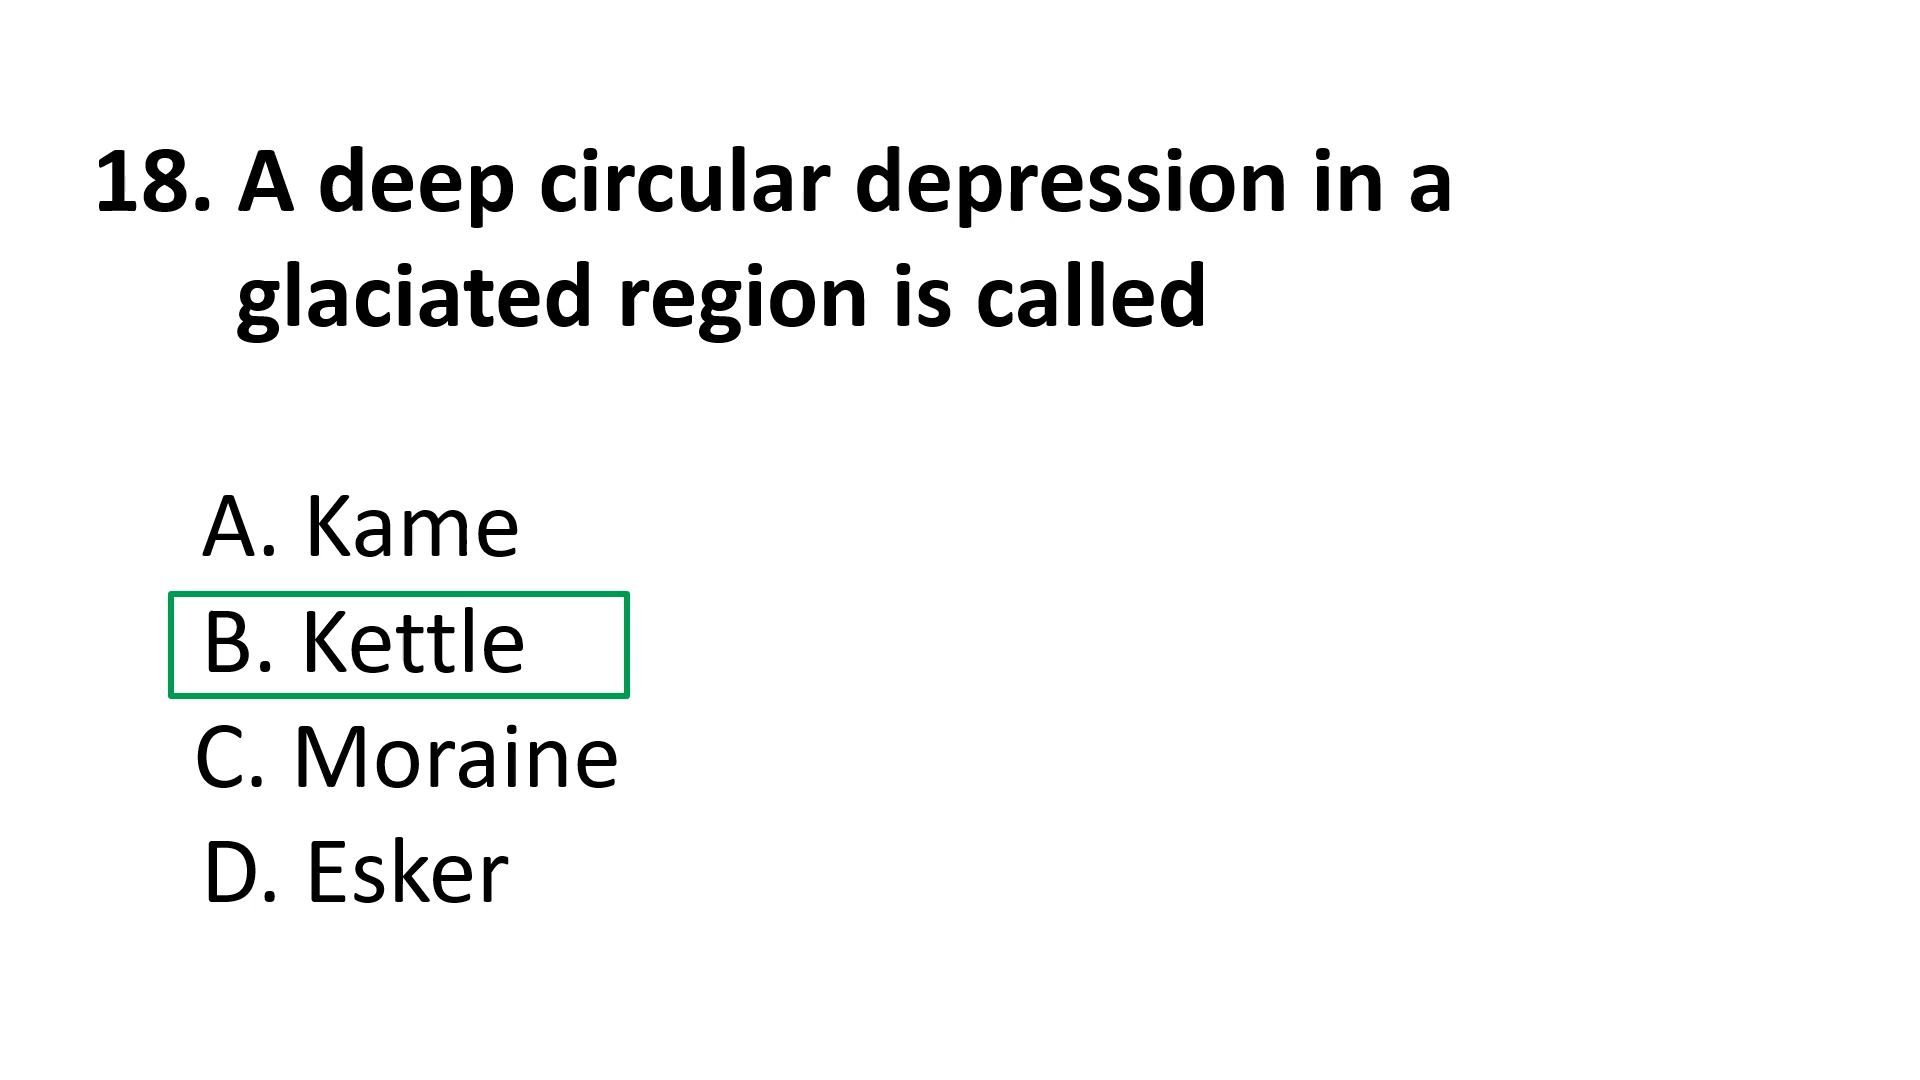 18. A deep circular depression in a
glaciated region is called
A. Kame
B. Kettle
C. Moraine
D. Esker